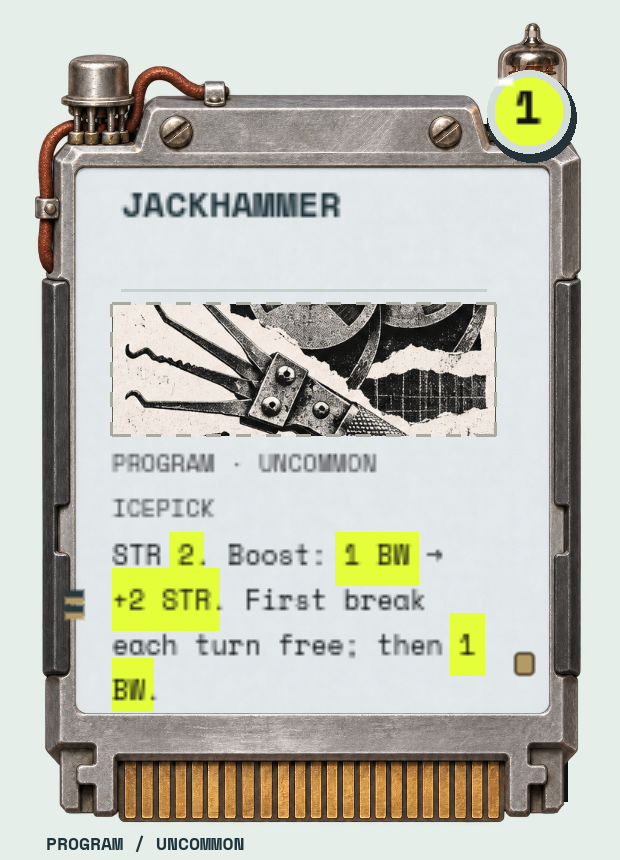 1
JACKHAMMER
PROGRAM · UNCOMMON
ICEPICK
STR 2. Boost: 1 BW →
+2 STR. First break
each turn free; then 1
BW.
PROGRAM / UNCOMMON